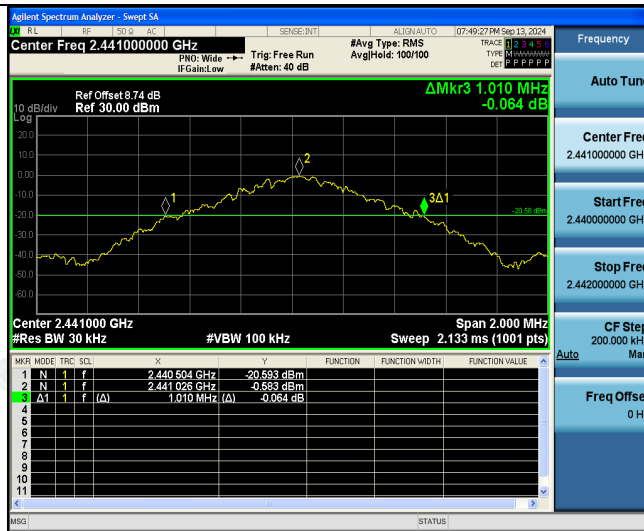 Agilent Spectrum Analyzer - Swept SA
RL RF 50 Ω AC SENSE:INT ALIGN AUTO 07:49:27 PM Sep 13, 2024
Center Freq 2.441000000 GHz
#Avg Type: RMS
TRACE 1 2 3 4 5 6
PNO: Wide
Trig: Free Run
Avg|Hold: 100/100
TYPE M
IFGain:Low
#Atten: 40 dB
DET P P P P P P
ΔMkr3 1.010 MHz
-0.064 dB
Ref Offset 8.74 dB
10 dB/div Ref 30.00 dBm
Log
20.0
10.0
0.00
-10.0
-20.0
-30.0
-40.0
-50.0
-60.0
1
2
3Δ1
-20.58 dBm
Center 2.441000 GHz Span 2.000 MHz
#Res BW 30 kHz #VBW 100 kHz Sweep 2.133 ms (1001 pts)
MKR MODE TRC SCL X Y FUNCTION FUNCTION WIDTH FUNCTION VALUE
1 N 1 f 2.440 504 GHz -20.593 dBm
2 N 1 f 2.441 026 GHz -0.583 dBm
3 Δ1 1 f (Δ) 1.010 MHz (Δ) -0.064 dB
4
5
6
7
8
9
10
11
MSG STATUS
Frequency
Auto Tun
Center Fre
2.441000000 GH
Start Fre
2.440000000 GH
Stop Fre
2.442000000 GH
CF Step
200.000 kH
Auto Ma
Freq Offse
0 H